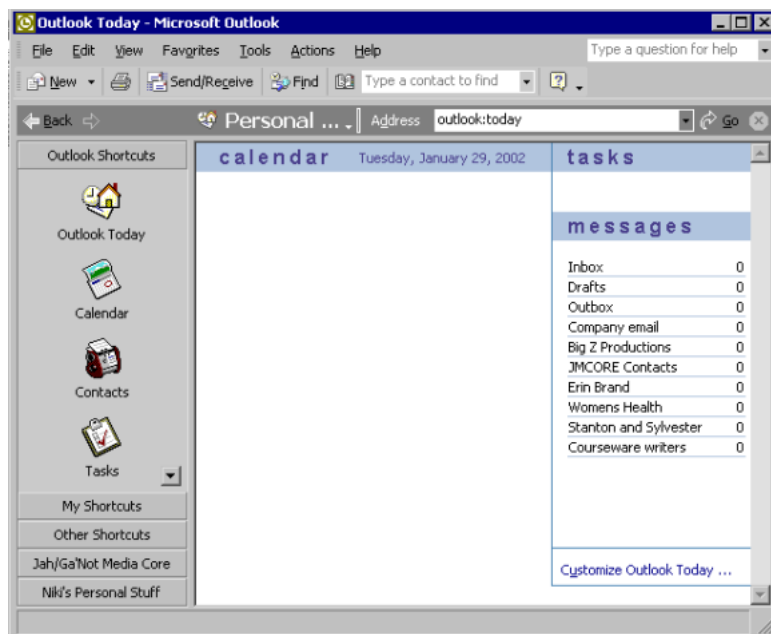 Outlook Today - Microsoft Outlook
File Edit View Favorites Tools Actions Help Type a question for help
New Send/Receive Find Type a contact to find
Back Personal ... Address outlook:today Go
Outlook Shortcuts
Outlook Today
Calendar
Contacts
Tasks
My Shortcuts
Other Shortcuts
Jah/Ga'Not Media Core
Niki's Personal Stuff
calendar Tuesday, January 29, 2002
tasks
messages
Inbox 0
Drafts 0
Outbox 0
Company email 0
Big Z Productions 0
JMCORE Contacts 0
Erin Brand 0
Womens Health 0
Stanton and Sylvester 0
Courseware writers 0
Customize Outlook Today ...